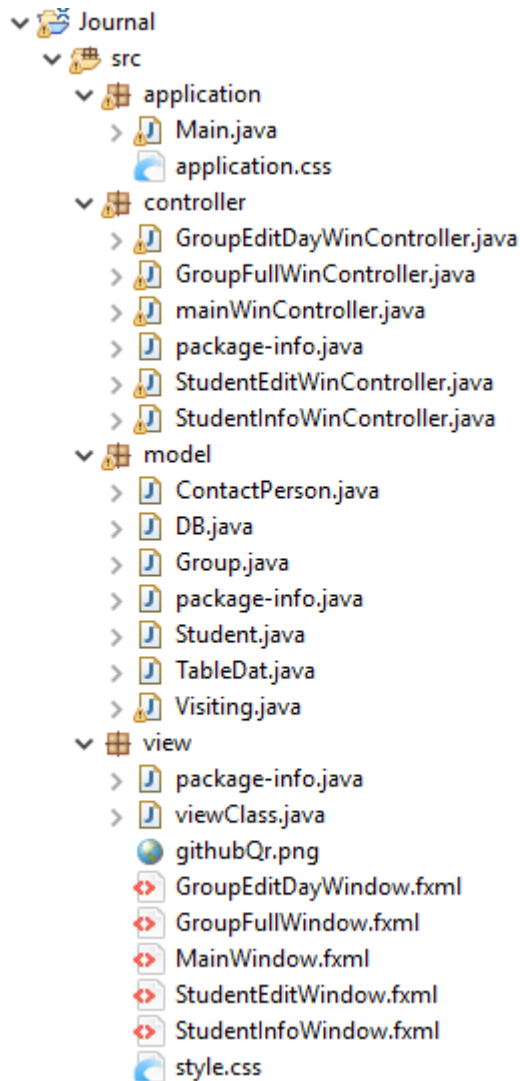 Journal
src
application
Main.java
application.css
controller
GroupEditDayWinController.java
GroupFullWinController.java
mainWinController.java
package-info.java
StudentEditWinController.java
StudentInfoWinController.java
model
ContactPerson.java
DB.java
Group.java
package-info.java
Student.java
TableDat.java
Visiting.java
view
package-info.java
viewClass.java
githubQr.png
GroupEditDayWindow.fxml
GroupFullWindow.fxml
MainWindow.fxml
StudentEditWindow.fxml
StudentInfoWindow.fxml
style.css